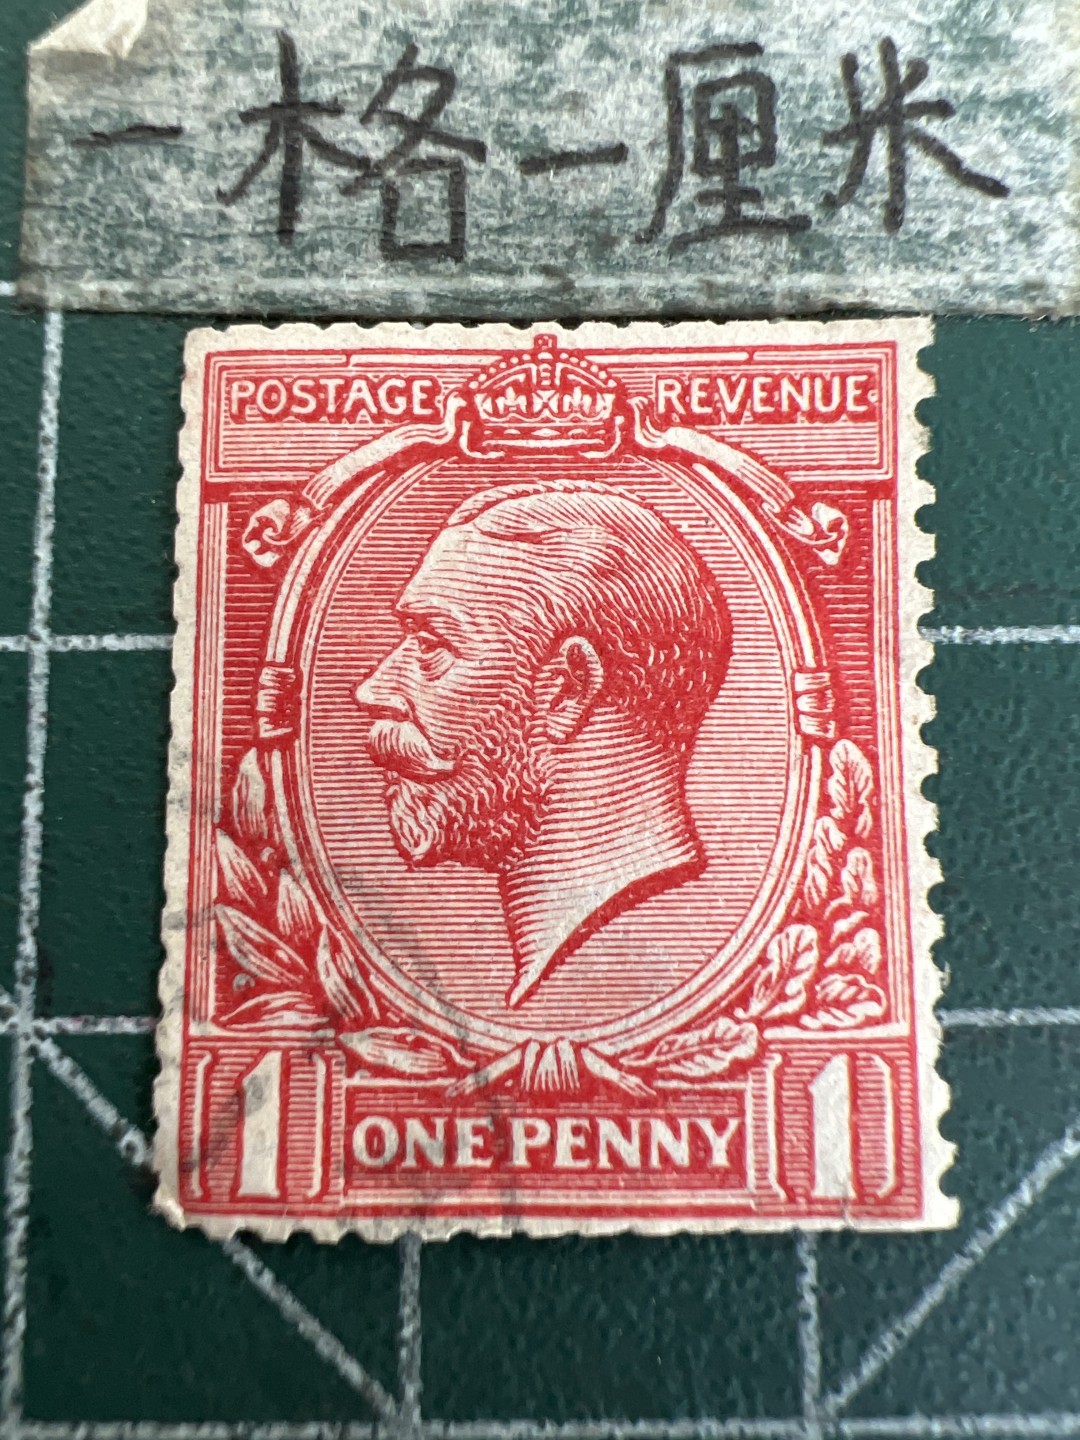 一格一厘米
POSTAGE REVENUE
1 ONE PENNY 1